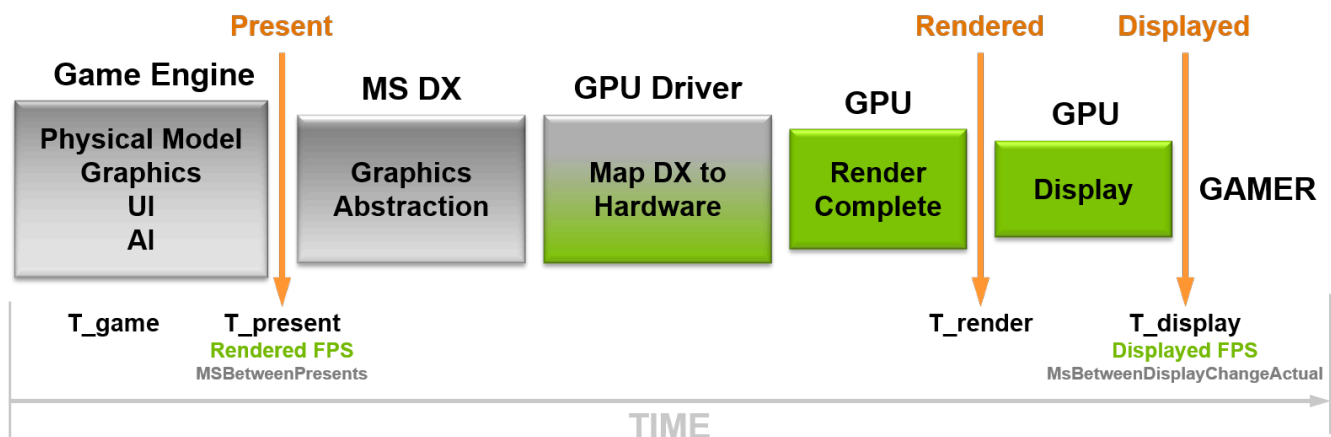 Present
Rendered
Displayed
Game Engine
MS DX
GPU Driver
GPU
GPU
Physical Model
Graphics
UI
AI
Graphics
Abstraction
Map DX to
Hardware
Render
Complete
Display
GAMER
T_game
T_present
T_render
T_display
Rendered FPS
Displayed FPS
MSBetweenPresents
MsBetweenDisplayChangeActual
TIME